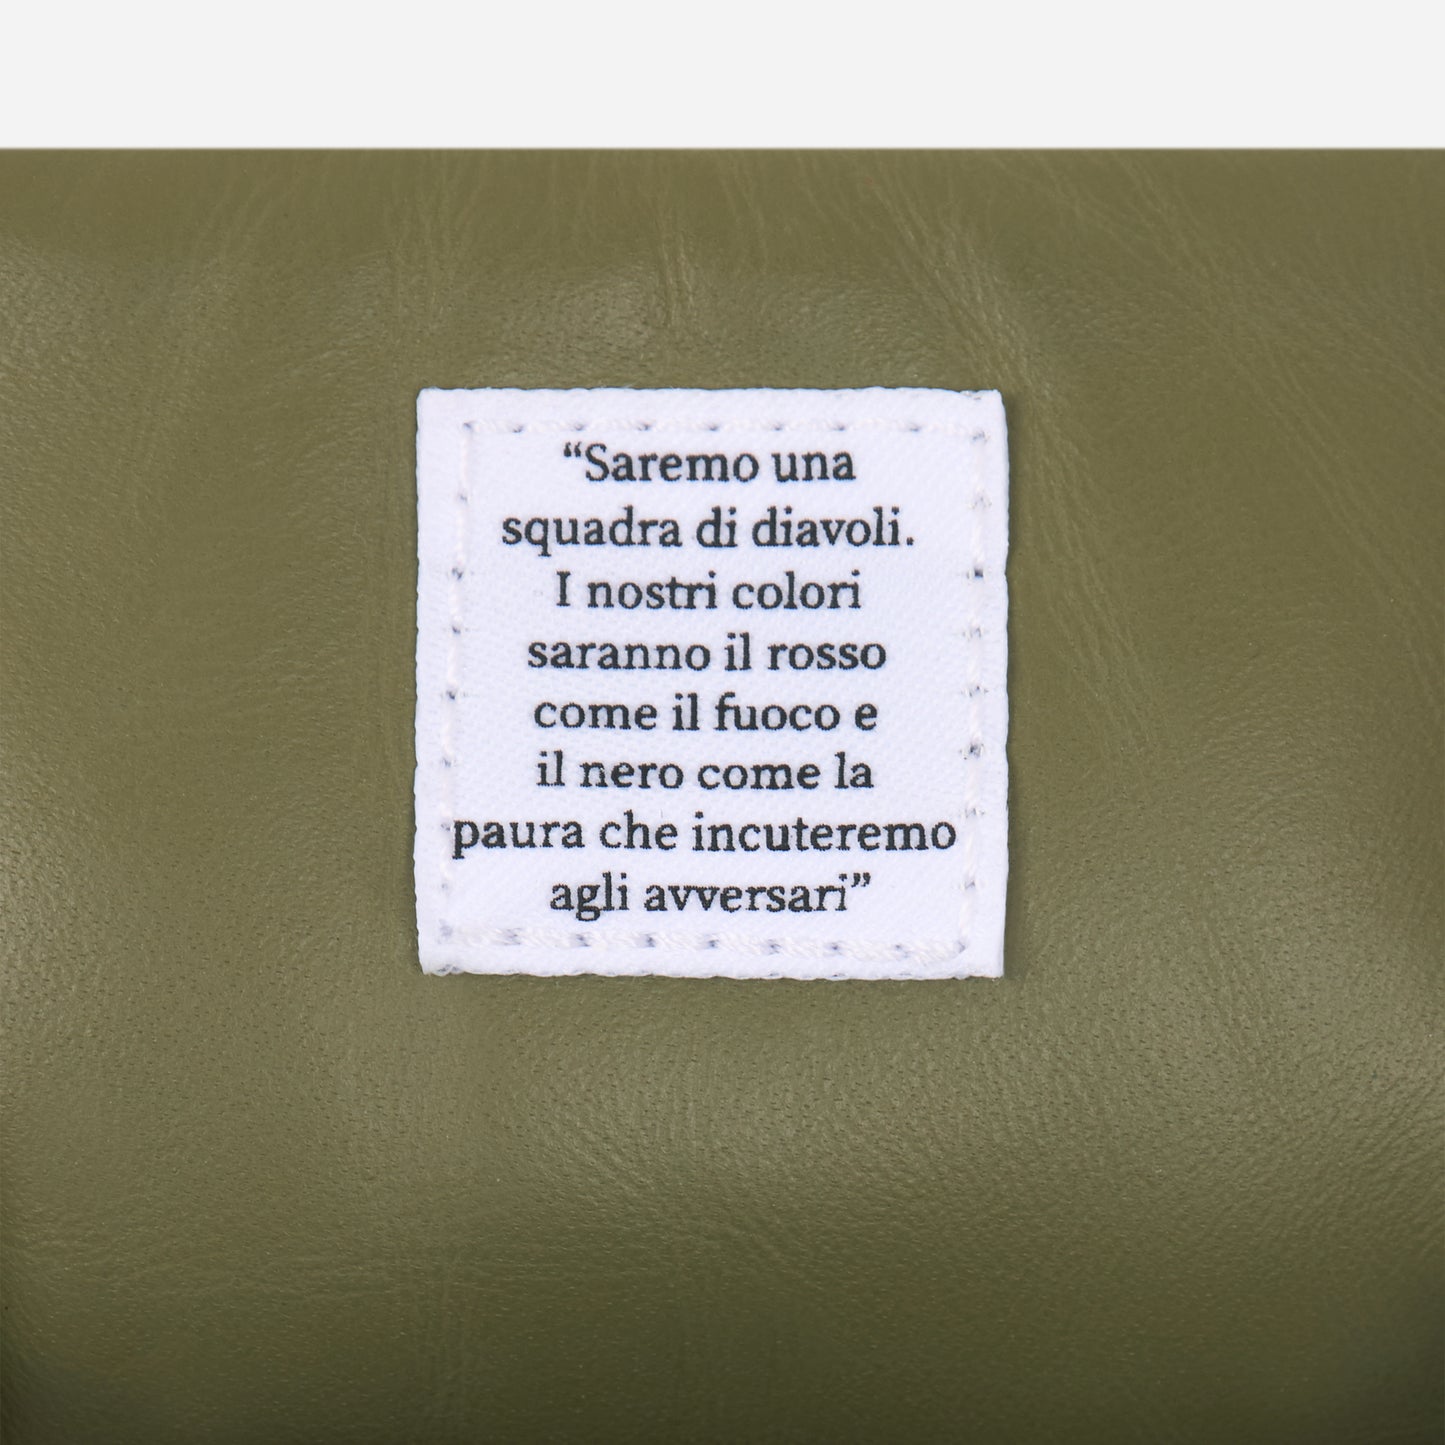 “Saremo una
squadra di diavoli.
I nostri colori
saranno il rosso
come il fuoco e
il nero come la
paura che incuteremo
agli avversari”